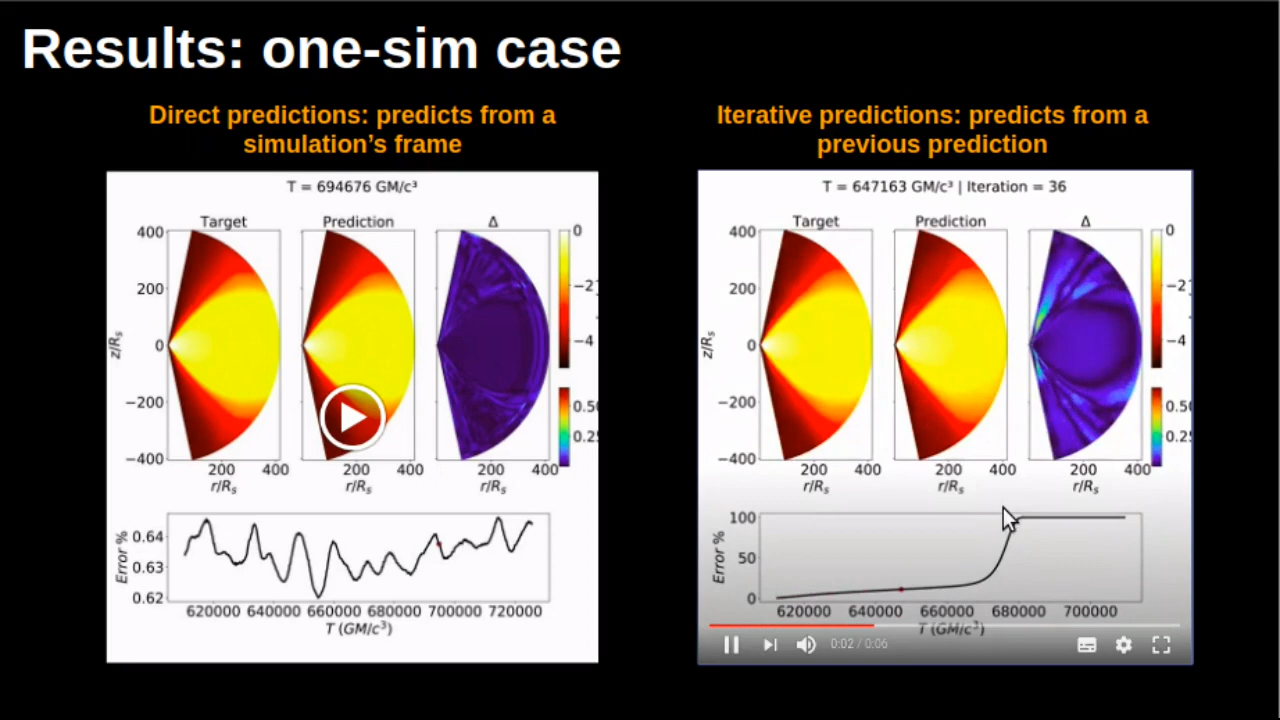 Results: one-sim case
Direct predictions: predicts from a
simulation's frame
T = 694676 GM/c³
Target
Prediction
Δ
400
200
0
−200
−400
z/Rₛ
200 400
200 400
200 400
r/Rₛ
r/Rₛ
r/Rₛ
0
−2
−4
0.50
0.25
Error %
0.64
0.63
0.62
620000 640000 660000 680000 700000 720000
T (GM/c³)
Iterative predictions: predicts from a
previous prediction
T = 647163 GM/c³ | Iteration = 36
Target
Prediction
Δ
400
200
0
−200
−400
z/Rₛ
200 400
200 400
200 400
r/Rₛ
r/Rₛ
r/Rₛ
0
−2
−4
0.50
0.25
Error %
100
50
0
620000 640000 660000 680000 700000
T (GM/c³)
0:02 / 0:06